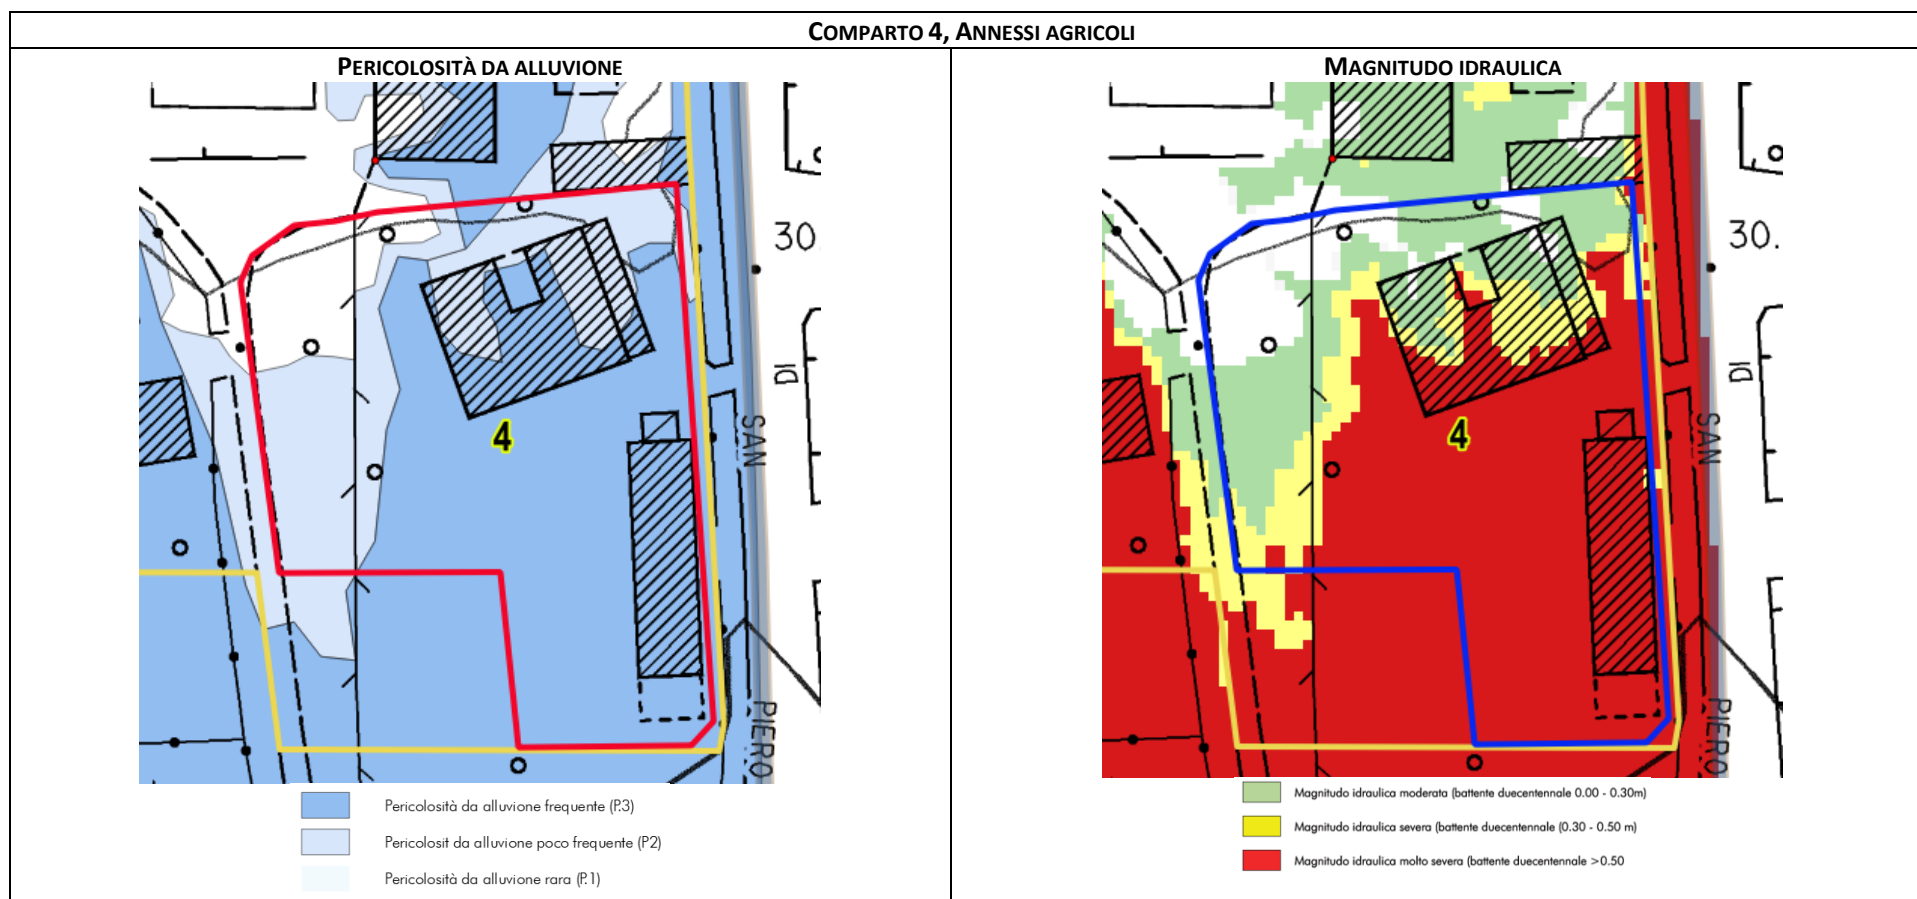 COMPARTO 4, ANNESSI AGRICOLI
PERICOLOSITÀ DA ALLUVIONE
30
DI
SAN
4
PIERO
Pericolosità da alluvione frequente (P.3)
Pericolosit da alluvione poco frequente (P2)
Pericolosità da alluvione rara (P.1)
MAGNITUDO IDRAULICA
30.
DI
SAN
4
PIERO
Magnitudo idraulica moderata (battente duecentennale 0.00 - 0.30m)
Magnitudo idraulica severa (battente duecentennale (0.30 - 0.50 m)
Magnitudo idraulica molto severa (battente duecentennale >0.50